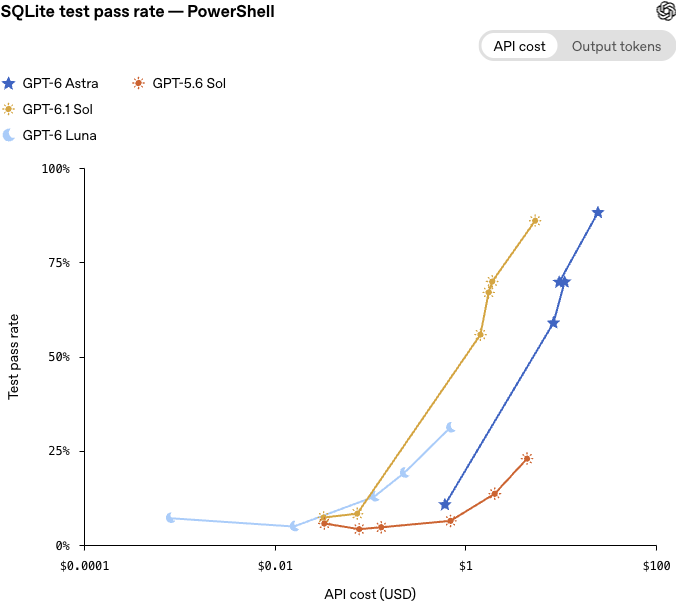 SQLite test pass rate — PowerShell
API cost
Output tokens
GPT-6 Astra
GPT-5.6 Sol
GPT-6.1 Sol
GPT-6 Luna
100%
75%
50%
25%
0%
Test pass rate
$0.0001
$0.01
$1
$100
API cost (USD)